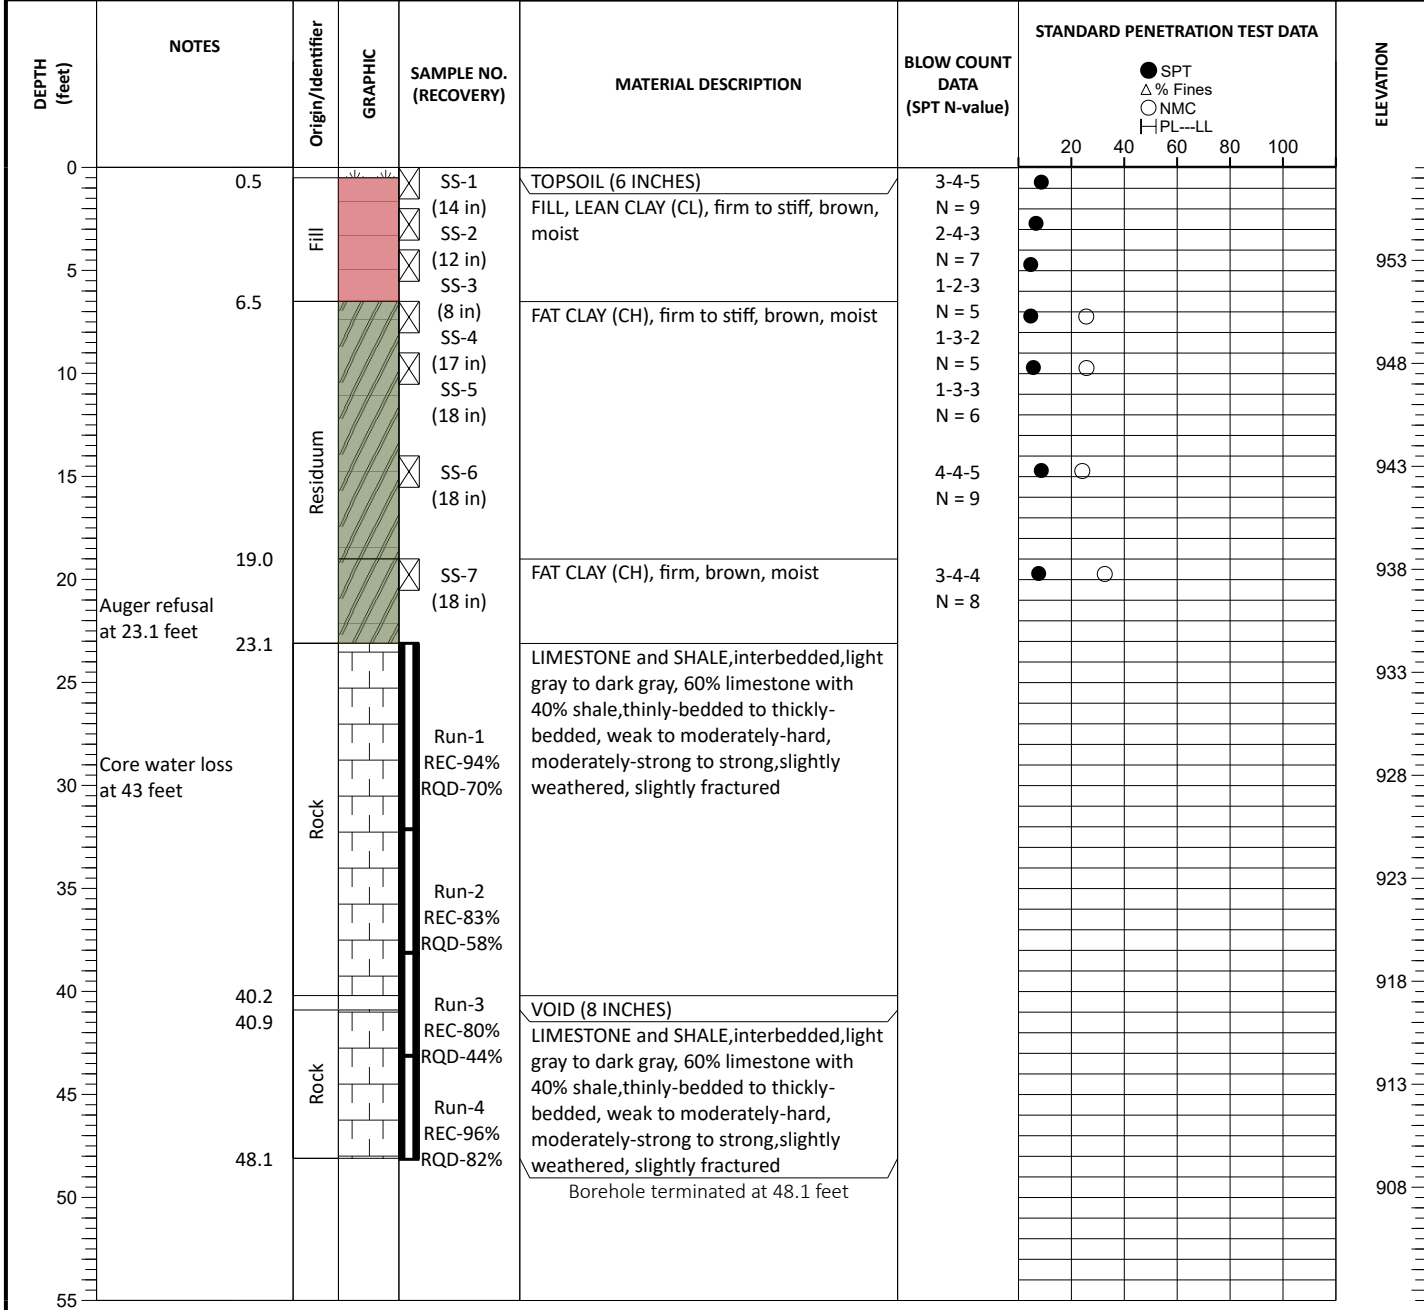 DEPTH
(feet)
NOTES
Origin/Identifier
GRAPHIC
SAMPLE NO.
(RECOVERY)
MATERIAL DESCRIPTION
BLOW COUNT
DATA
(SPT N-value)
STANDARD PENETRATION TEST DATA
SPT
% Fines
NMC
PL---LL
20 40 60 80 100
ELEVATION
0
5
10
15
20
25
30
35
40
45
50
55
0.5
6.5
19.0
Auger refusal
at 23.1 feet
23.1
Core water loss
at 43 feet
40.2
40.9
48.1
Fill
Residuum
Rock
Rock
SS-1
(14 in)
SS-2
(12 in)
SS-3
(8 in)
SS-4
(17 in)
SS-5
(18 in)
SS-6
(18 in)
SS-7
(18 in)
Run-1
REC-94%
RQD-70%
Run-2
REC-83%
RQD-58%
Run-3
REC-80%
RQD-44%
Run-4
REC-96%
RQD-82%
TOPSOIL (6 INCHES)
FILL, LEAN CLAY (CL), firm to stiff, brown,
moist
FAT CLAY (CH), firm to stiff, brown, moist
FAT CLAY (CH), firm, brown, moist
LIMESTONE and SHALE,interbedded,light
gray to dark gray, 60% limestone with
40% shale,thinly-bedded to thickly-
bedded, weak to moderately-hard,
moderately-strong to strong,slightly
weathered, slightly fractured
VOID (8 INCHES)
LIMESTONE and SHALE,interbedded,light
gray to dark gray, 60% limestone with
40% shale,thinly-bedded to thickly-
bedded, weak to moderately-hard,
moderately-strong to strong,slightly
weathered, slightly fractured
Borehole terminated at 48.1 feet
3-4-5
N = 9
2-4-3
N = 7
1-2-3
N = 5
1-3-2
N = 5
1-3-3
N = 6
4-4-5
N = 9
3-4-4
N = 8
953
948
943
938
933
928
923
918
913
908